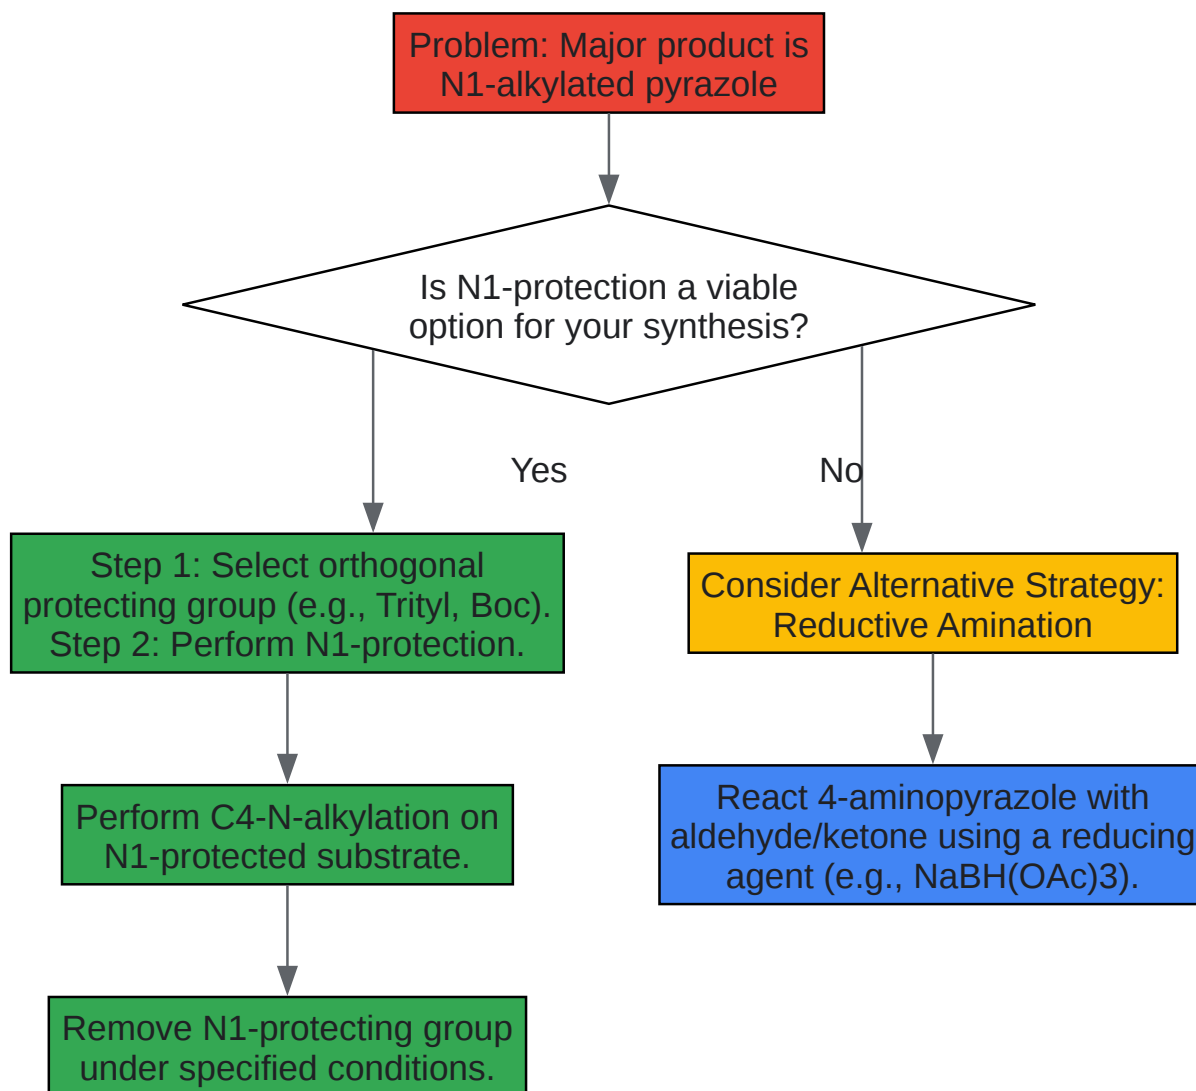 Problem: Major product is
N1-alkylated pyrazole
Is N1-protection a viable
option for your synthesis?
Yes
No
Step 1: Select orthogonal
protecting group (e.g., Trityl, Boc).
Step 2: Perform N1-protection.
Consider Alternative Strategy:
Reductive Amination
Perform C4-N-alkylation on
N1-protected substrate.
React 4-aminopyrazole with
aldehyde/ketone using a reducing
agent (e.g., NaBH(OAc)3).
Remove N1-protecting group
under specified conditions.